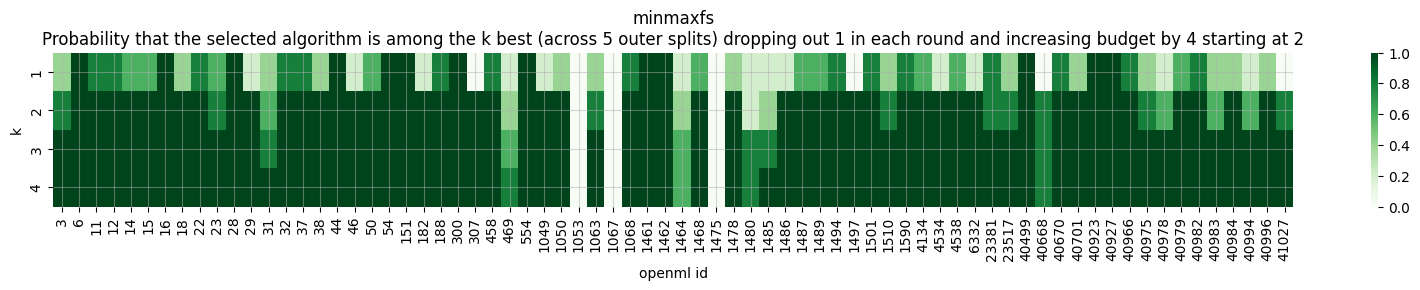 minmaxfs
Probability that the selected algorithm is among the k best (across 5 outer splits) dropping out 1 in each round and increasing budget by 4 starting at 2
k
1
2
3
4
3 6 11 12 14 15 16 18 22 23 28 29 31 32 37 38 44 46 50 54 151 182 188 300 307 458 469 554 1049 1050 1053 1063 1067 1068 1461 1462 1464 1468 1475 1478 1480 1485 1486 1487 1489 1494 1497 1501 1510 1590 4134 4534 4538 6332 23381 23517 40499 40668 40670 40701 40923 40927 40966 40975 40978 40979 40982 40983 40984 40994 40996 41027
openml id
1.0
0.8
0.6
0.4
0.2
0.0